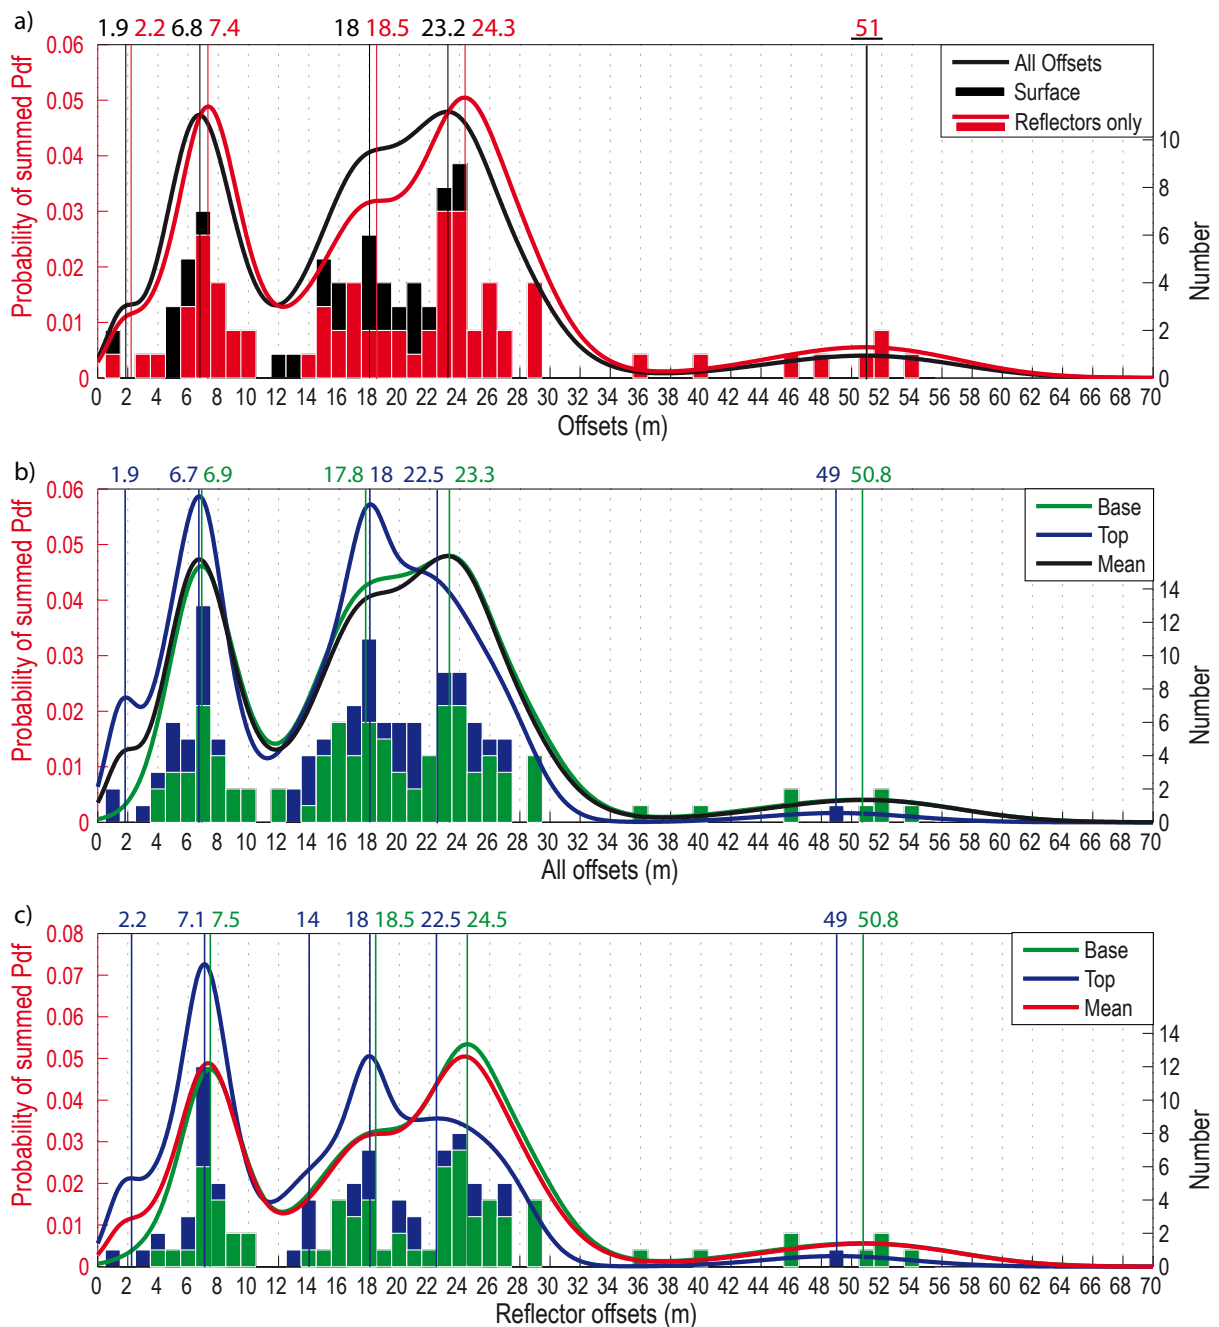 a)
1.9 2.2 6.8 7.4 18 18.5 23.2 24.3 51
0.06
0.05
0.04
0.03
0.02
0.01
0
Probability of summed Pdf
All Offsets
Surface
Reflectors only
10
8
6
4
2
0
Number
0 2 4 6 8 10 12 14 16 18 20 22 24 26 28 30 32 34 36 38 40 42 44 46 48 50 52 54 56 58 60 62 64 66 68 70
Offsets (m)
b)
1.9 6.7 6.9 17.8 18 22.5 23.3 49 50.8
0.06
0.05
0.04
0.03
0.02
0.01
0
Probability of summed Pdf
Base
Top
Mean
14
12
10
8
6
4
2
0
Number
0 2 4 6 8 10 12 14 16 18 20 22 24 26 28 30 32 34 36 38 40 42 44 46 48 50 52 54 56 58 60 62 64 66 68 70
All offsets (m)
c)
2.2 7.1 7.5 14 18 18.5 22.5 24.5 49 50.8
0.08
0.07
0.06
0.05
0.04
0.03
0.02
0.01
0
Probability of summed Pdf
Base
Top
Mean
14
12
10
8
6
4
2
0
Number
0 2 4 6 8 10 12 14 16 18 20 22 24 26 28 30 32 34 36 38 40 42 44 46 48 50 52 54 56 58 60 62 64 66 68 70
Reflector offsets (m)